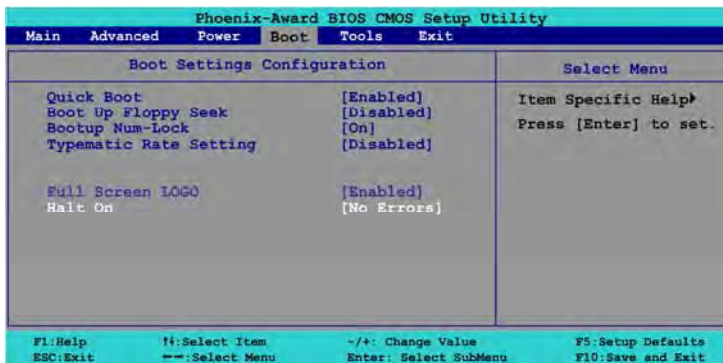 Phoenix-Award BIOS CMOS Setup Utility
Main Advanced Power Boot Tools Exit
Boot Settings Configuration
Select Menu
Quick Boot [Enabled]
Boot Up Floppy Seek [Disabled]
Bootup Num-Lock [On]
Typematic Rate Setting [Disabled]
Full Screen LOGO [Enabled]
Halt On [No Errors]
Item Specific Help▶
Press [Enter] to set.
F1:Help ↑↓:Select Item -/+: Change Value F5:Setup Defaults
ESC:Exit ←→:Select Menu Enter: Select SubMenu F10:Save and Exit